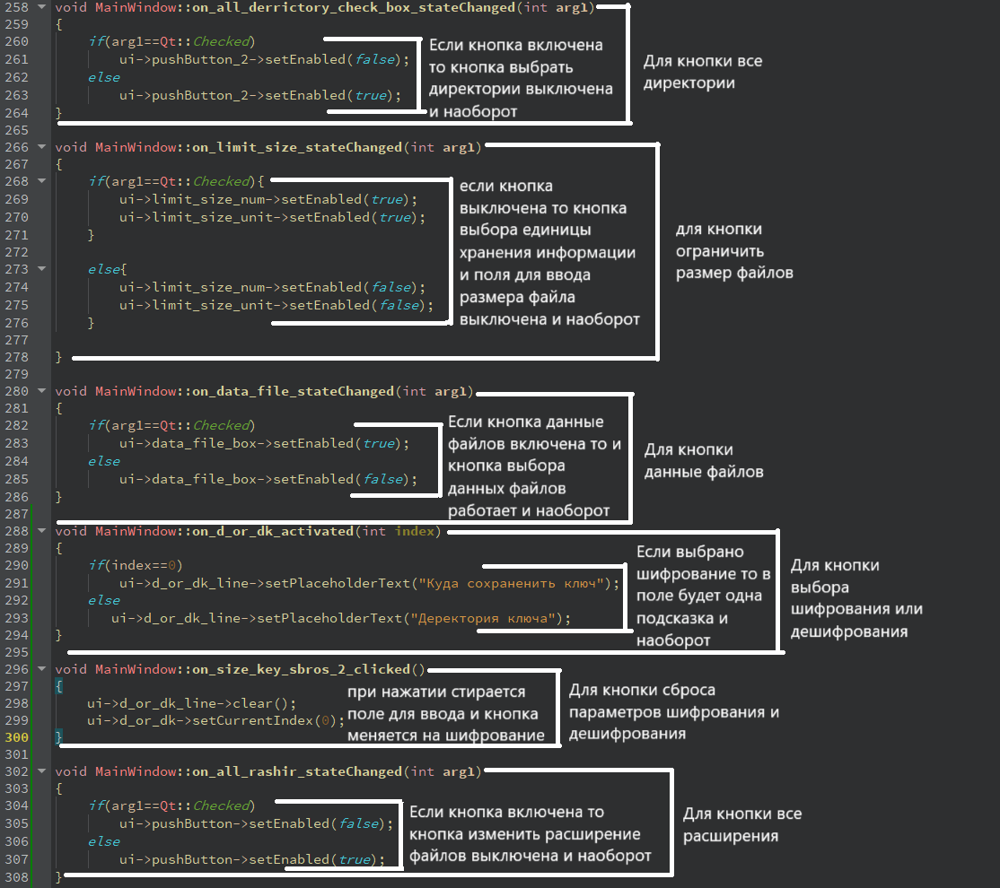 258 void MainWindow::on_all_derrictory_check_box_stateChanged(int arg1)
259 {
260 if(arg1==Qt::Checked)
261 ui->pushButton_2->setEnabled(false);
262 else
263 ui->pushButton_2->setEnabled(true);
264 }
Если кнопка включена
то кнопка выбрать
директории выключена
и наоборот
Для кнопки все
директории
265
266 void MainWindow::on_limit_size_stateChanged(int arg1)
267 {
268 if(arg1==Qt::Checked){
269 ui->limit_size_num->setEnabled(true);
270 ui->limit_size_unit->setEnabled(true);
271 }
272
273 else{
274 ui->limit_size_num->setEnabled(false);
275 ui->limit_size_unit->setEnabled(false);
276 }
277
278 }
если кнопка
выключена то кнопка
выбора единицы
хранения информации
и поля для ввода
размера файла
выключена и наоборот
для кнопки
ограничить
размер файлов
279
280 void MainWindow::on_data_file_stateChanged(int arg1)
281 {
282 if(arg1==Qt::Checked)
283 ui->data_file_box->setEnabled(true);
284 else
285 ui->data_file_box->setEnabled(false);
286 }
Если кнопка данные
файлов включена то и
кнопка выбора
данных файлов
работает и наоборот
Для кнопки
данные файлов
287
288 void MainWindow::on_d_or_dk_activated(int index)
289 {
290 if(index==0)
291 ui->d_or_dk_line->setPlaceholderText("Куда сохраненить ключ");
292 else
293 ui->d_or_dk_line->setPlaceholderText("Деректория ключа");
294 }
Если выбрано
шифрование то в
поле будет одна
подсказка и
наоборот
Для кнопки
выбора
шифрования или
дешифрования
295
296 void MainWindow::on_size_key_sbros_2_clicked()
297 {
298 ui->d_or_dk_line->clear();
299 ui->d_or_dk->setCurrentIndex(0);
300 }
при нажатии стирается
поле для ввода и кнопка
меняется на шифрование
Для кнопки сброса
параметров шифрования и
дешифрования
301
302 void MainWindow::on_all_rashir_stateChanged(int arg1)
303 {
304 if(arg1==Qt::Checked)
305 ui->pushButton->setEnabled(false);
306 else
307 ui->pushButton->setEnabled(true);
308 }
Если кнопка включена то
кнопка изменить расширение
файлов выключена и наоборот
Для кнопки все
расширения